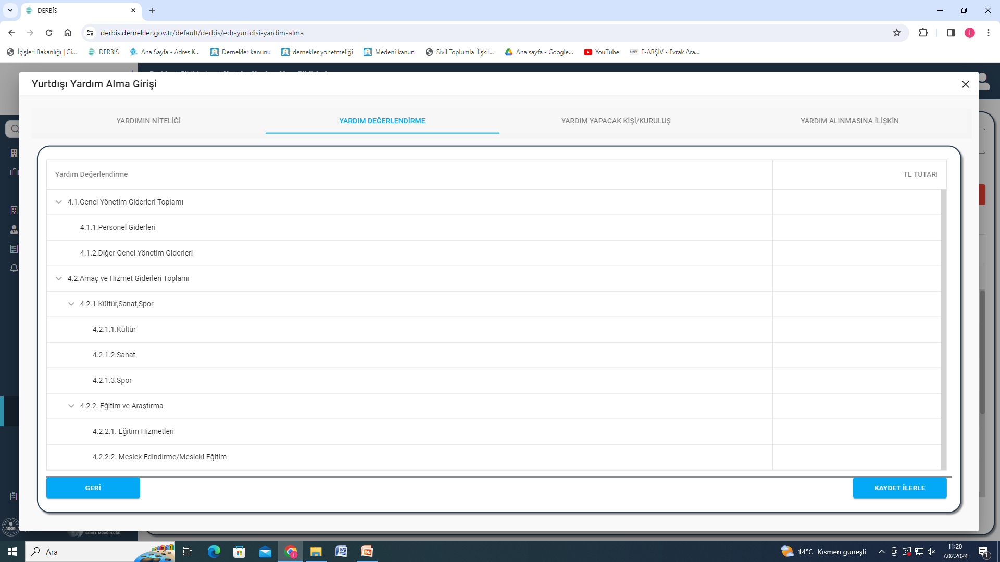 DERBİS
derbis.dernekler.gov.tr/default/derbis/edr-yurtdisi-yardim-alma
İçişleri Bakanlığı | Gi...
DERBİS
Ana Sayfa - Adres K...
Dernekler kanunu
dernekler yönetmeliği
Medeni kanun
Sivil Toplumla İlişkil...
Ana sayfa - Google...
YouTube
E-ARŞİV - Evrak Ara...
Yurtdışı Yardım Alma Girişi
YARDIMIN NİTELİĞİ
YARDIM DEĞERLENDİRME
YARDIM YAPACAK KİŞİ/KURULUŞ
YARDIM ALINMASINA İLİŞKİN
Yardım Değerlendirme
TL TUTARI
4.1.Genel Yönetim Giderleri Toplamı
4.1.1.Personel Giderleri
4.1.2.Diğer Genel Yönetim Giderleri
4.2.Amaç ve Hizmet Giderleri Toplamı
4.2.1.Kültür,Sanat,Spor
4.2.1.1.Kültür
4.2.1.2.Sanat
4.2.1.3.Spor
4.2.2. Eğitim ve Araştırma
4.2.2.1. Eğitim Hizmetleri
4.2.2.2. Meslek Edindirme/Mesleki Eğitim
GERİ
KAYDET İLERLE
GENEL MÜDÜRLÜĞÜ
Ara
14°C Kısmen güneşli
11:20
7.02.2024
1